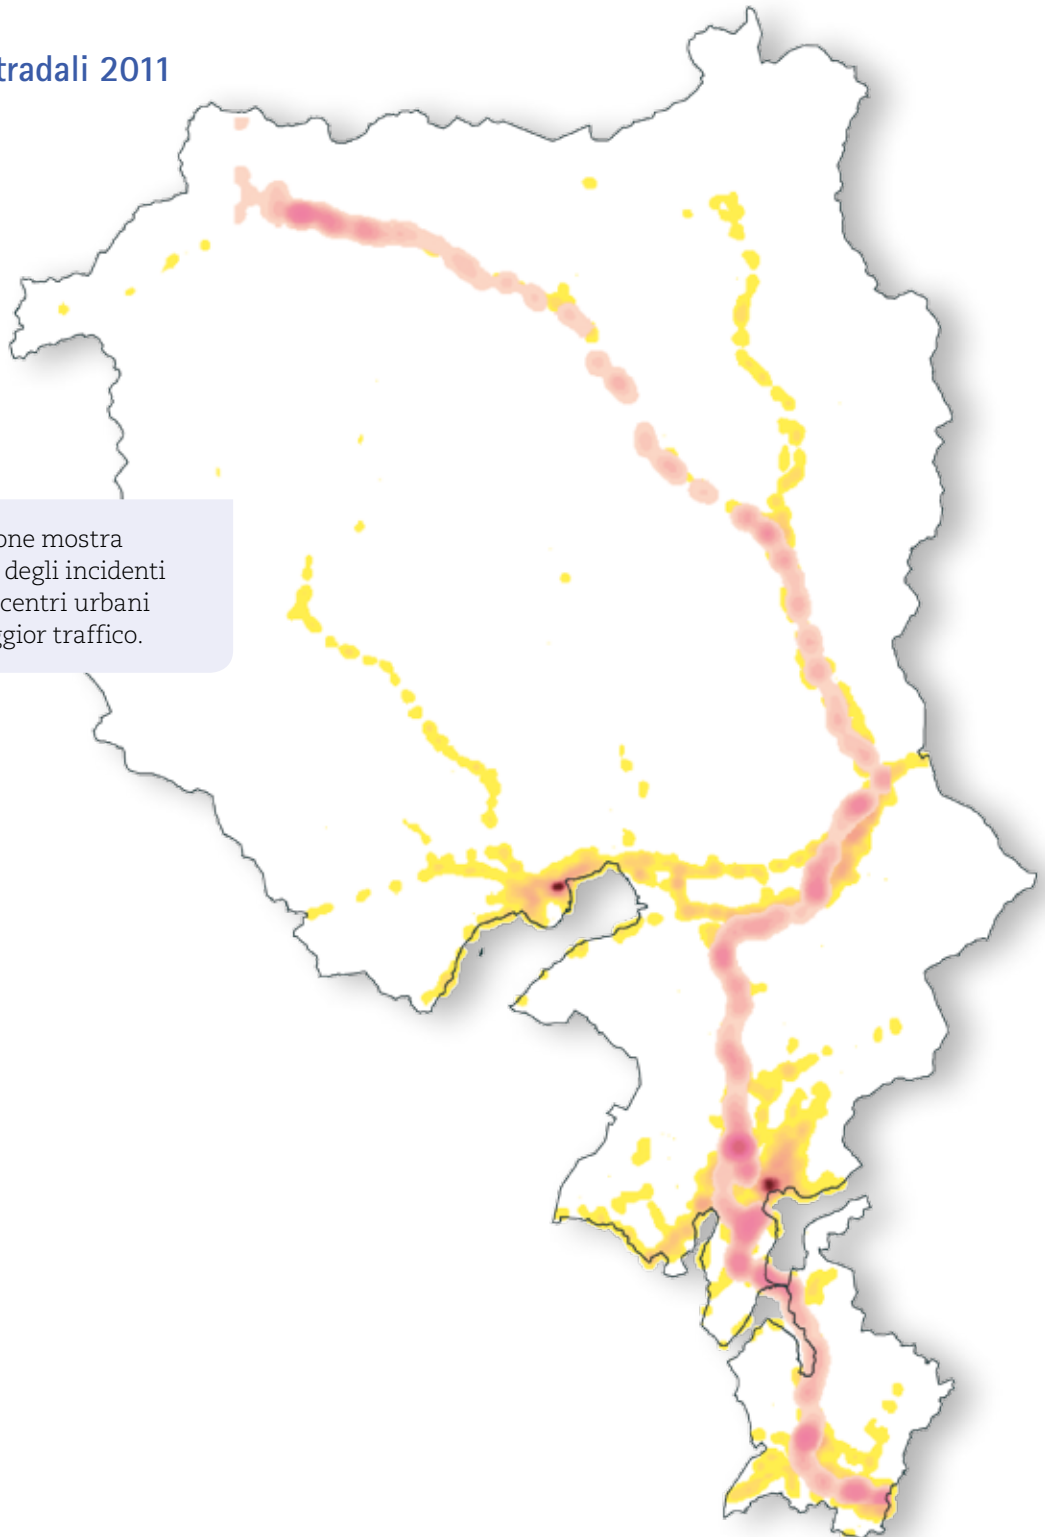 tradali 2011
one mostra
degli incidenti
centri urbani
gior traffico.